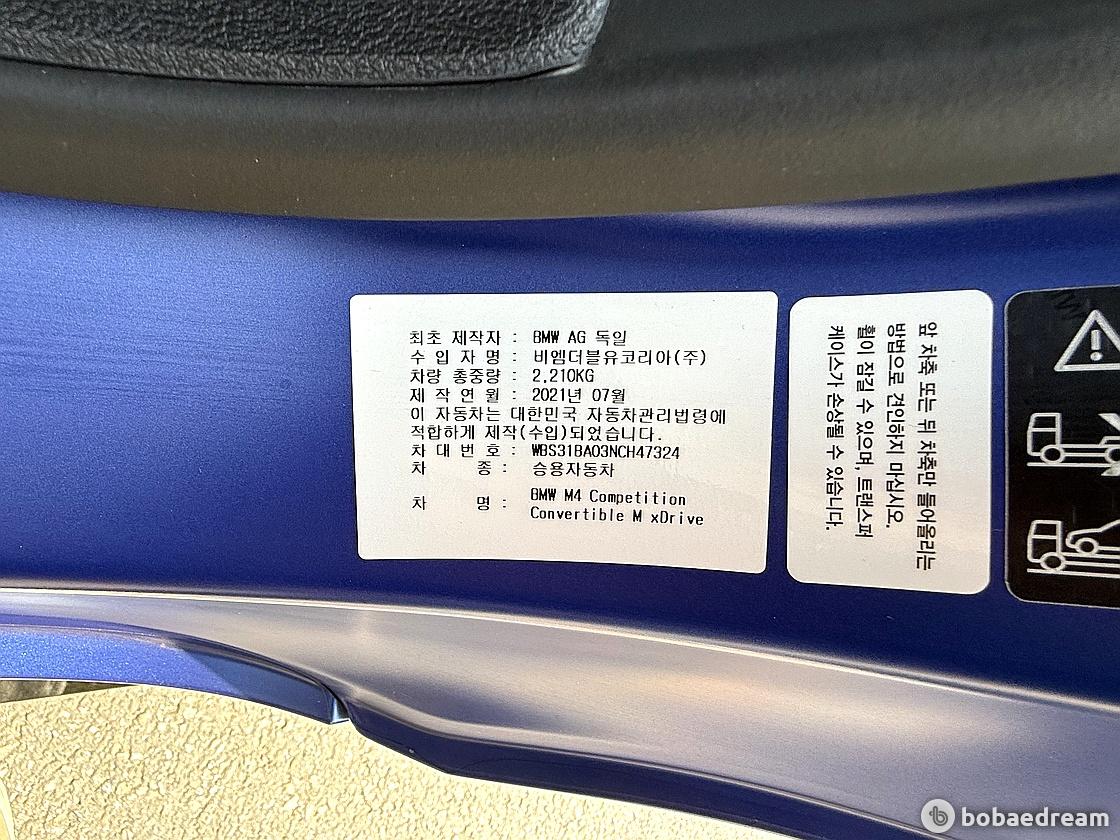 최초 제작자 : BMW AG 독일
수 입 자 명 : 비엠더블유코리아(주)
차량 총중량 : 2,210KG
제 작 연 월 : 2021년 07월
이 자동차는 대한민국 자동차관리법령에
적합하게 제작(수입)되었습니다.
차 대 번 호 : WBS31BA03NCH47324
차 종 : 승용자동차
차 명 : BMW M4 Competition
Convertible M xDrive
앞 차축 또는 뒤 차축만 들어올리는
방법으로 견인하지 마십시오.
휠이 잠길 수 있으며, 트랜스퍼
케이스가 손상될 수 있습니다.
bobaedream